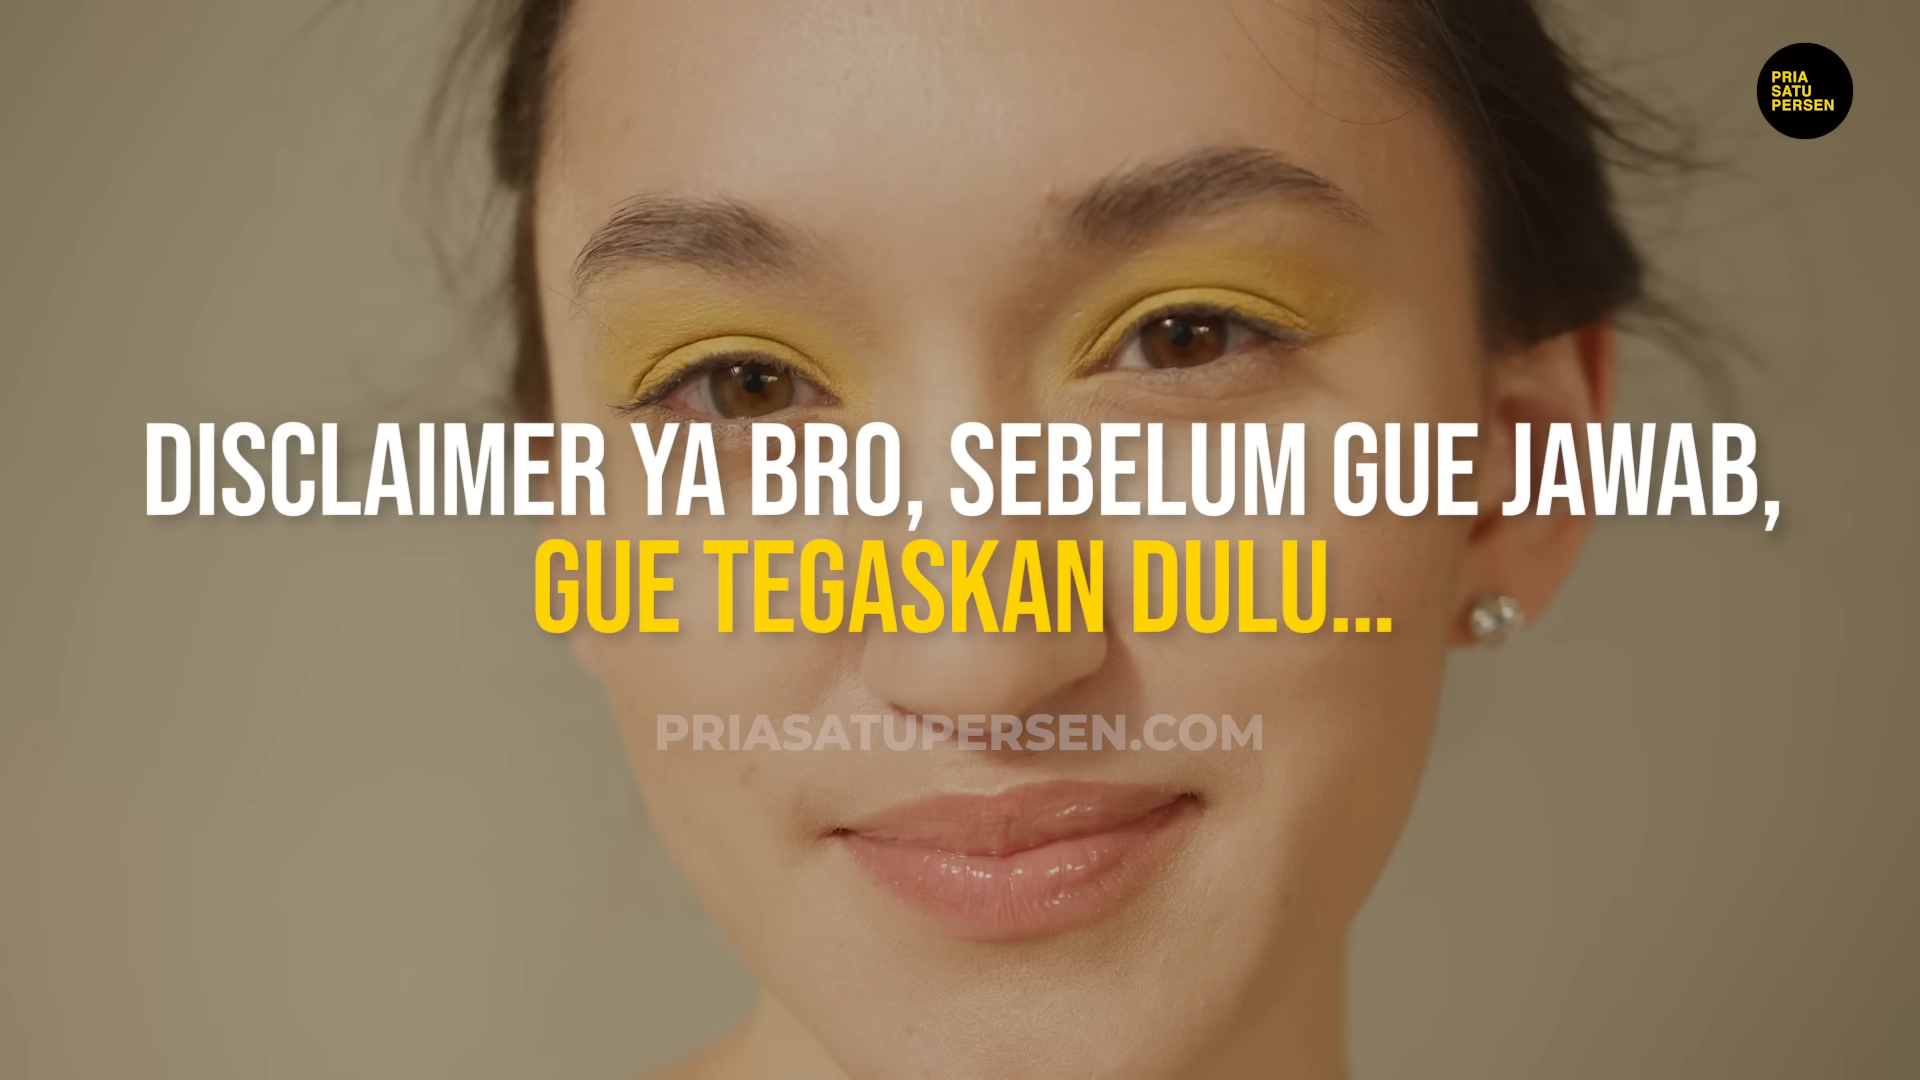 PRIA
SATU
PERSEN
DISCLAIMER YA BRO, SEBELUM GUE JAWAB,
GUE TEGASKAN DULU...
PRIASATUPERSEN.COM